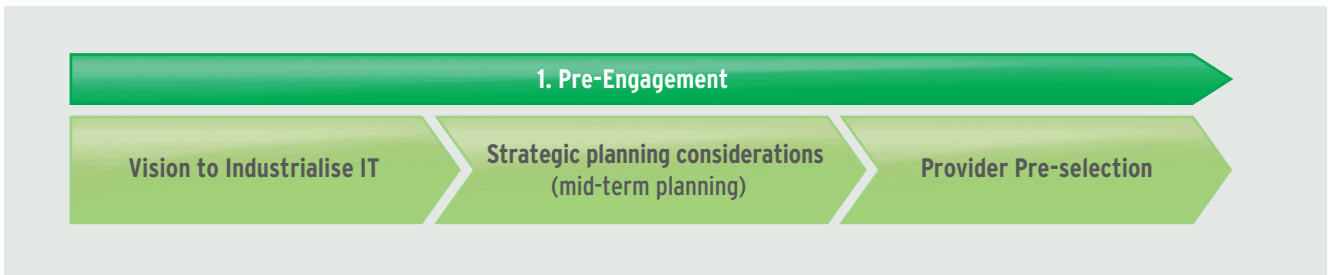 1. Pre-Engagement
Vision to Industrialise IT
Strategic planning considerations
(mid-term planning)
Provider Pre-selection